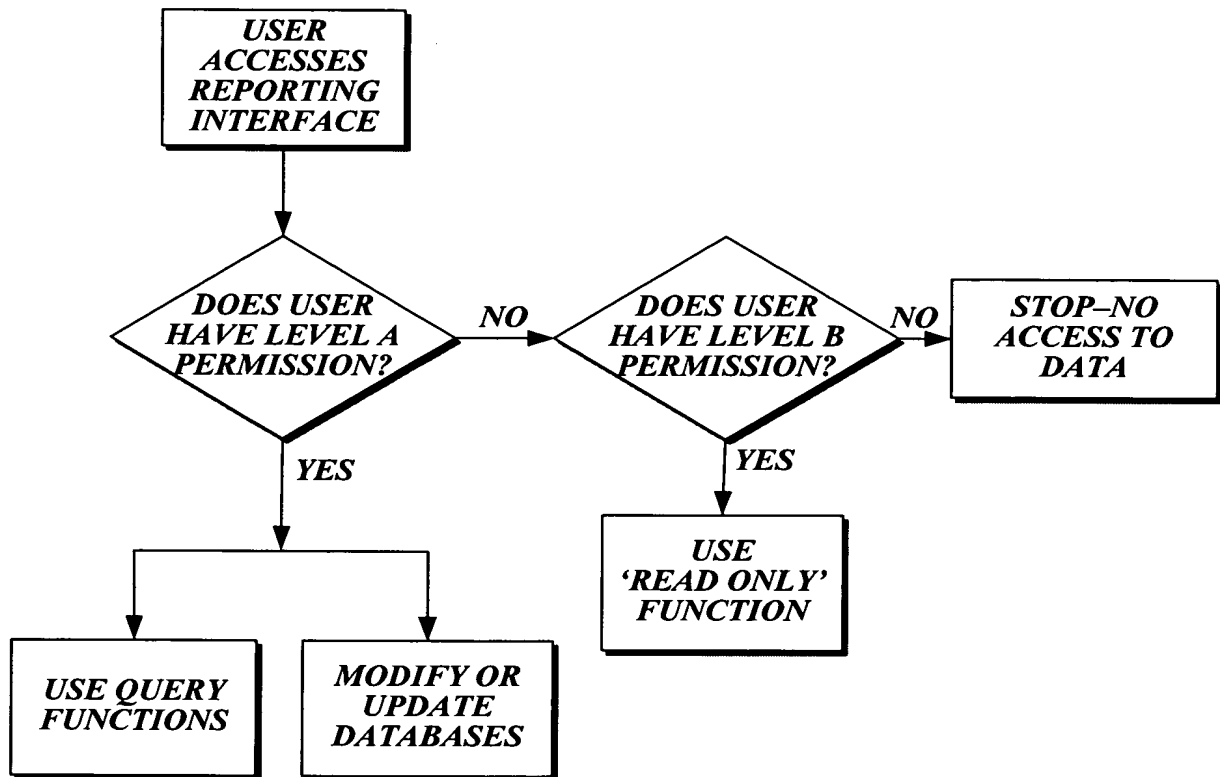 USER
ACCESSES
REPORTING
INTERFACE
DOES USER
HAVE LEVEL A
PERMISSION?
NO
DOES USER
HAVE LEVEL B
PERMISSION?
NO
STOP–NO
ACCESS TO
DATA
YES
YES
USE
‘READ ONLY’
FUNCTION
USE QUERY
FUNCTIONS
MODIFY OR
UPDATE
DATABASES